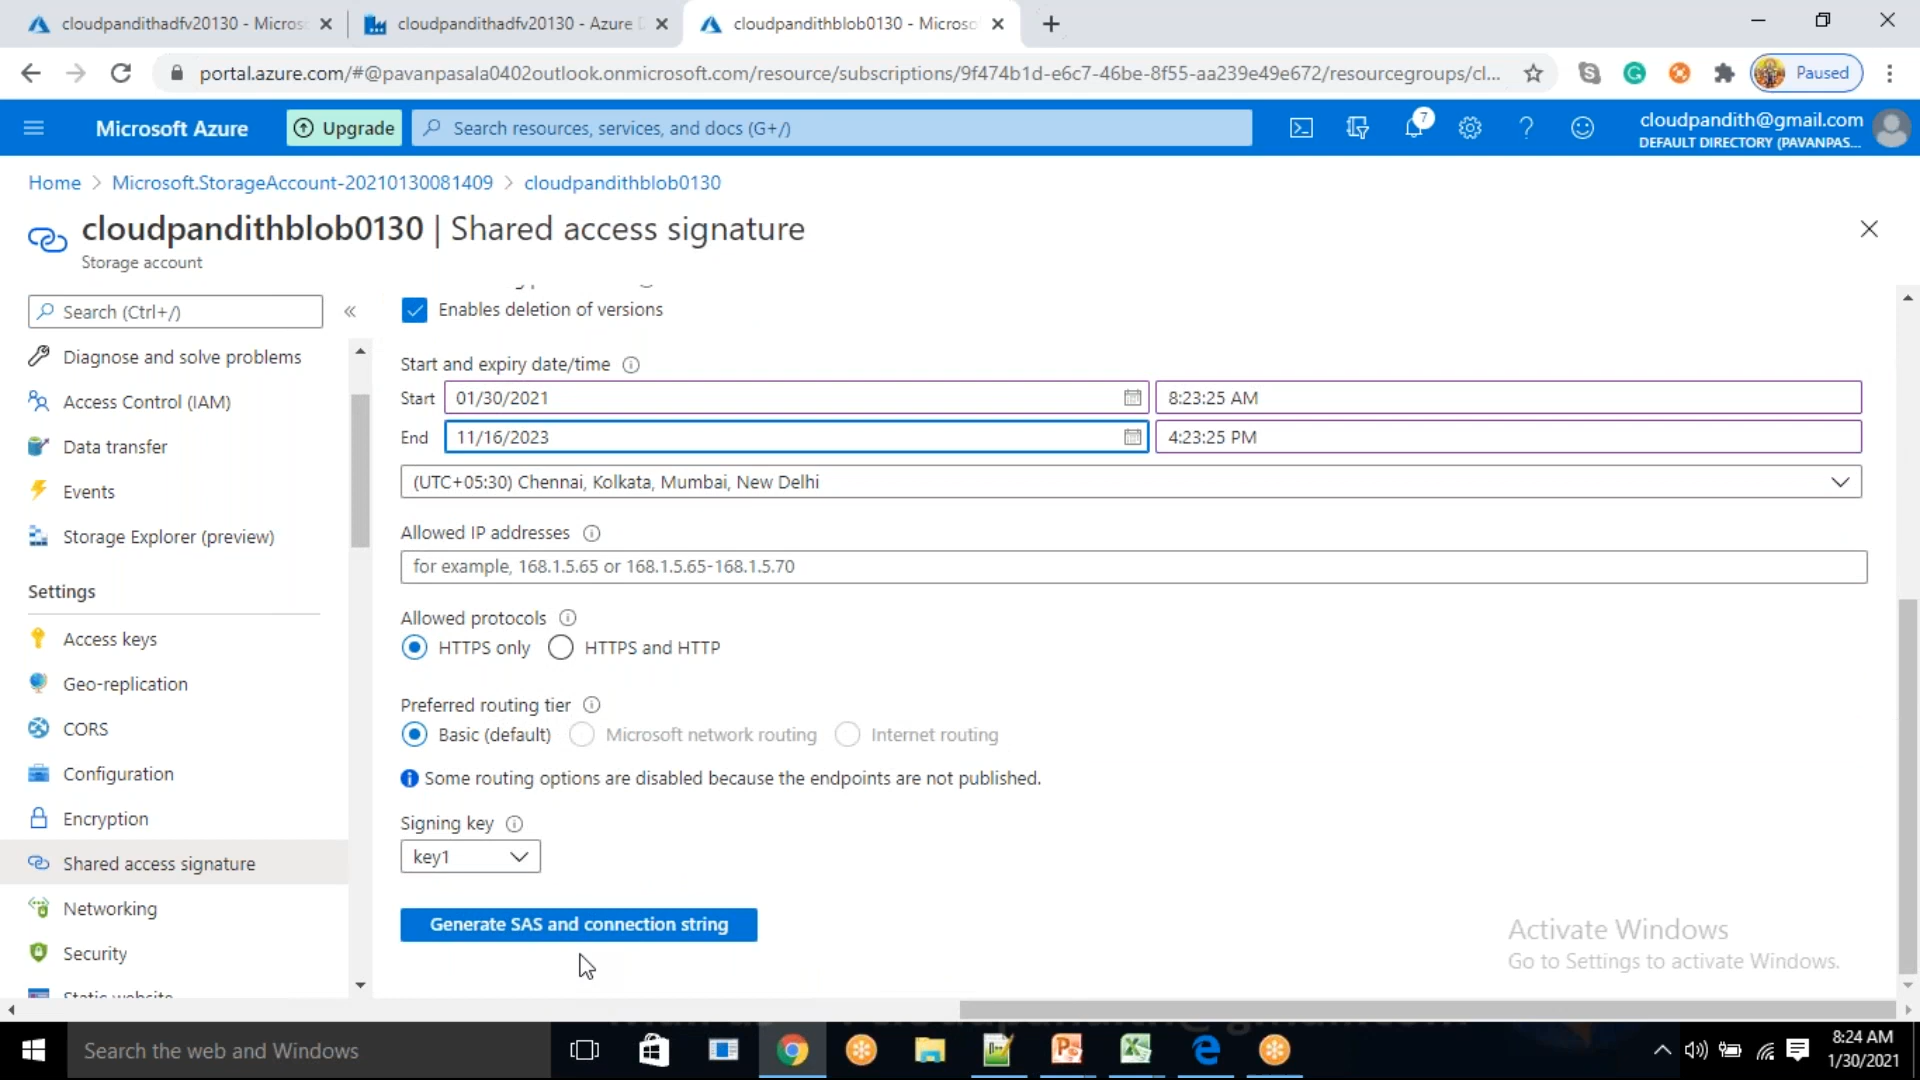 cloudpandithadfv20130 - Micros
cloudpandithadfv20130 - Azure D
cloudpandithblob0130 - Microso
portal.azure.com/#@pavanpasala0402outlook.onmicrosoft.com/resource/subscriptions/9f474b1d-e6c7-46be-8f55-aa239e49e672/resourcegroups/cl...
Paused
Microsoft Azure
Upgrade
Search resources, services, and docs (G+/)
7
cloudpandith@gmail.com
DEFAULT DIRECTORY (PAVANPAS...
Home > Microsoft.StorageAccount-20210130081409 > cloudpandithblob0130
cloudpandithblob0130 | Shared access signature
Storage account
Search (Ctrl+/)
Diagnose and solve problems
Access Control (IAM)
Data transfer
Events
Storage Explorer (preview)
Settings
Access keys
Geo-replication
CORS
Configuration
Encryption
Shared access signature
Networking
Security
Static website
Enables deletion of versions
Start and expiry date/time
Start 01/30/2021 8:23:25 AM
End 11/16/2023 4:23:25 PM
(UTC+05:30) Chennai, Kolkata, Mumbai, New Delhi
Allowed IP addresses
for example, 168.1.5.65 or 168.1.5.65-168.1.5.70
Allowed protocols
HTTPS only HTTPS and HTTP
Preferred routing tier
Basic (default) Microsoft network routing Internet routing
Some routing options are disabled because the endpoints are not published.
Signing key
key1
Generate SAS and connection string
Activate Windows
Go to Settings to activate Windows.
Search the web and Windows
8:24 AM
1/30/2021